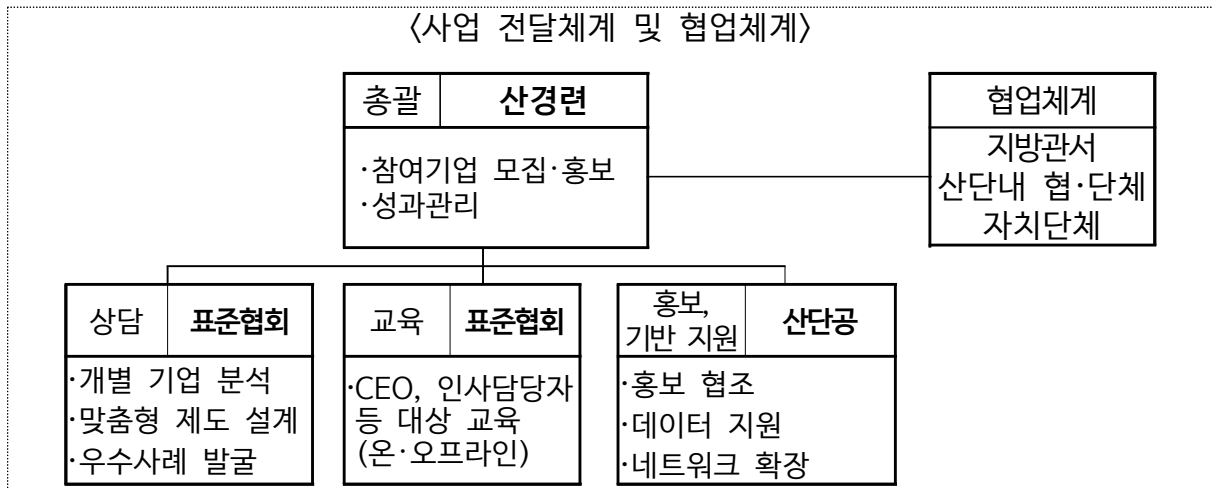 〈사업 전달체계 및 협업체계〉
총괄 산경련
·참여기업 모집·홍보
·성과관리
협업체계
지방관서
산단내 협·단체
자치단체
상담 표준협회
·개별 기업 분석
·맞춤형 제도 설계
·우수사례 발굴
교육 표준협회
·CEO, 인사담당자
등 대상 교육
(온·오프라인)
홍보,
기반 지원 산단공
·홍보 협조
·데이터 지원
·네트워크 확장